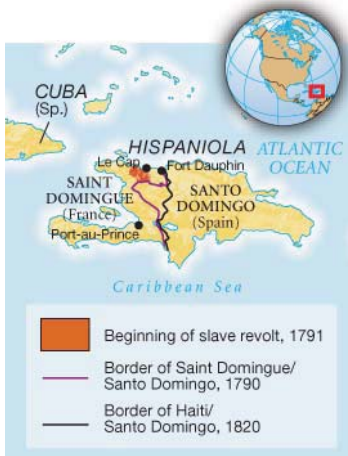 CUBA
(Sp.)
HISPANIOLA
ATLANTIC
OCEAN
Le Cap
Fort Dauphin
SAINT
DOMINGUE
(France)
SANTO
DOMINGO
(Spain)
Port-au-Prince
Caribbean Sea
Beginning of slave revolt, 1791
Border of Saint Domingue/
Santo Domingo, 1790
Border of Haiti/
Santo Domingo, 1820